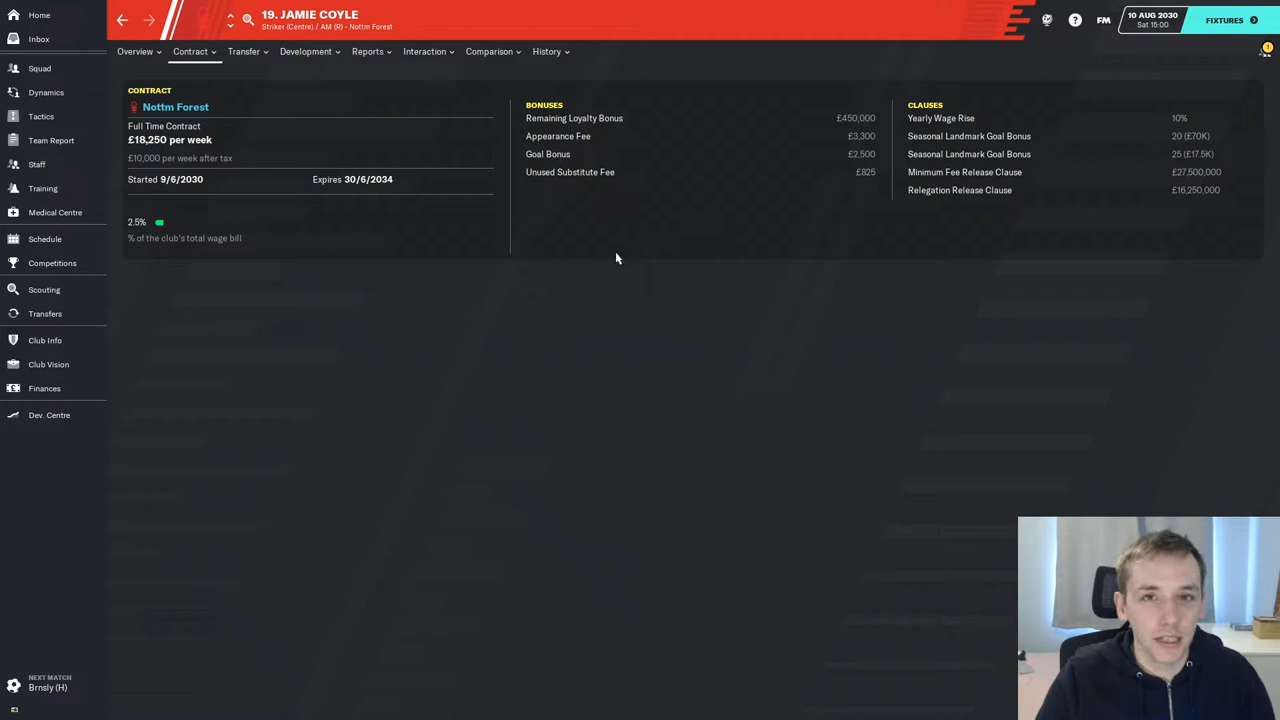 Home
Inbox
Squad
Dynamics
Tactics
Team Report
Staff
Training
Medical Centre
Schedule
Competitions
Scouting
Transfers
Club Info
Club Vision
Finances
Dev. Centre
NEXT MATCH
Brnsly (H)
19. JAMIE COYLE
Striker (Centre) / AM (R) - Nottm Forest
FM
10 AUG 2030
Sat 15:00
FIXTURES
1
Overview
Contract
Transfer
Development
Reports
Interaction
Comparison
History
CONTRACT
Nottm Forest
Full Time Contract
£18,250 per week
£10,000 per week after tax
Started 9/6/2030 Expires 30/6/2034
2.5%
% of the club's total wage bill
BONUSES
Remaining Loyalty Bonus £450,000
Appearance Fee £3,300
Goal Bonus £2,500
Unused Substitute Fee £825
CLAUSES
Yearly Wage Rise 10%
Seasonal Landmark Goal Bonus 20 (£70K)
Seasonal Landmark Goal Bonus 25 (£17.5K)
Minimum Fee Release Clause £27,500,000
Relegation Release Clause £16,250,000